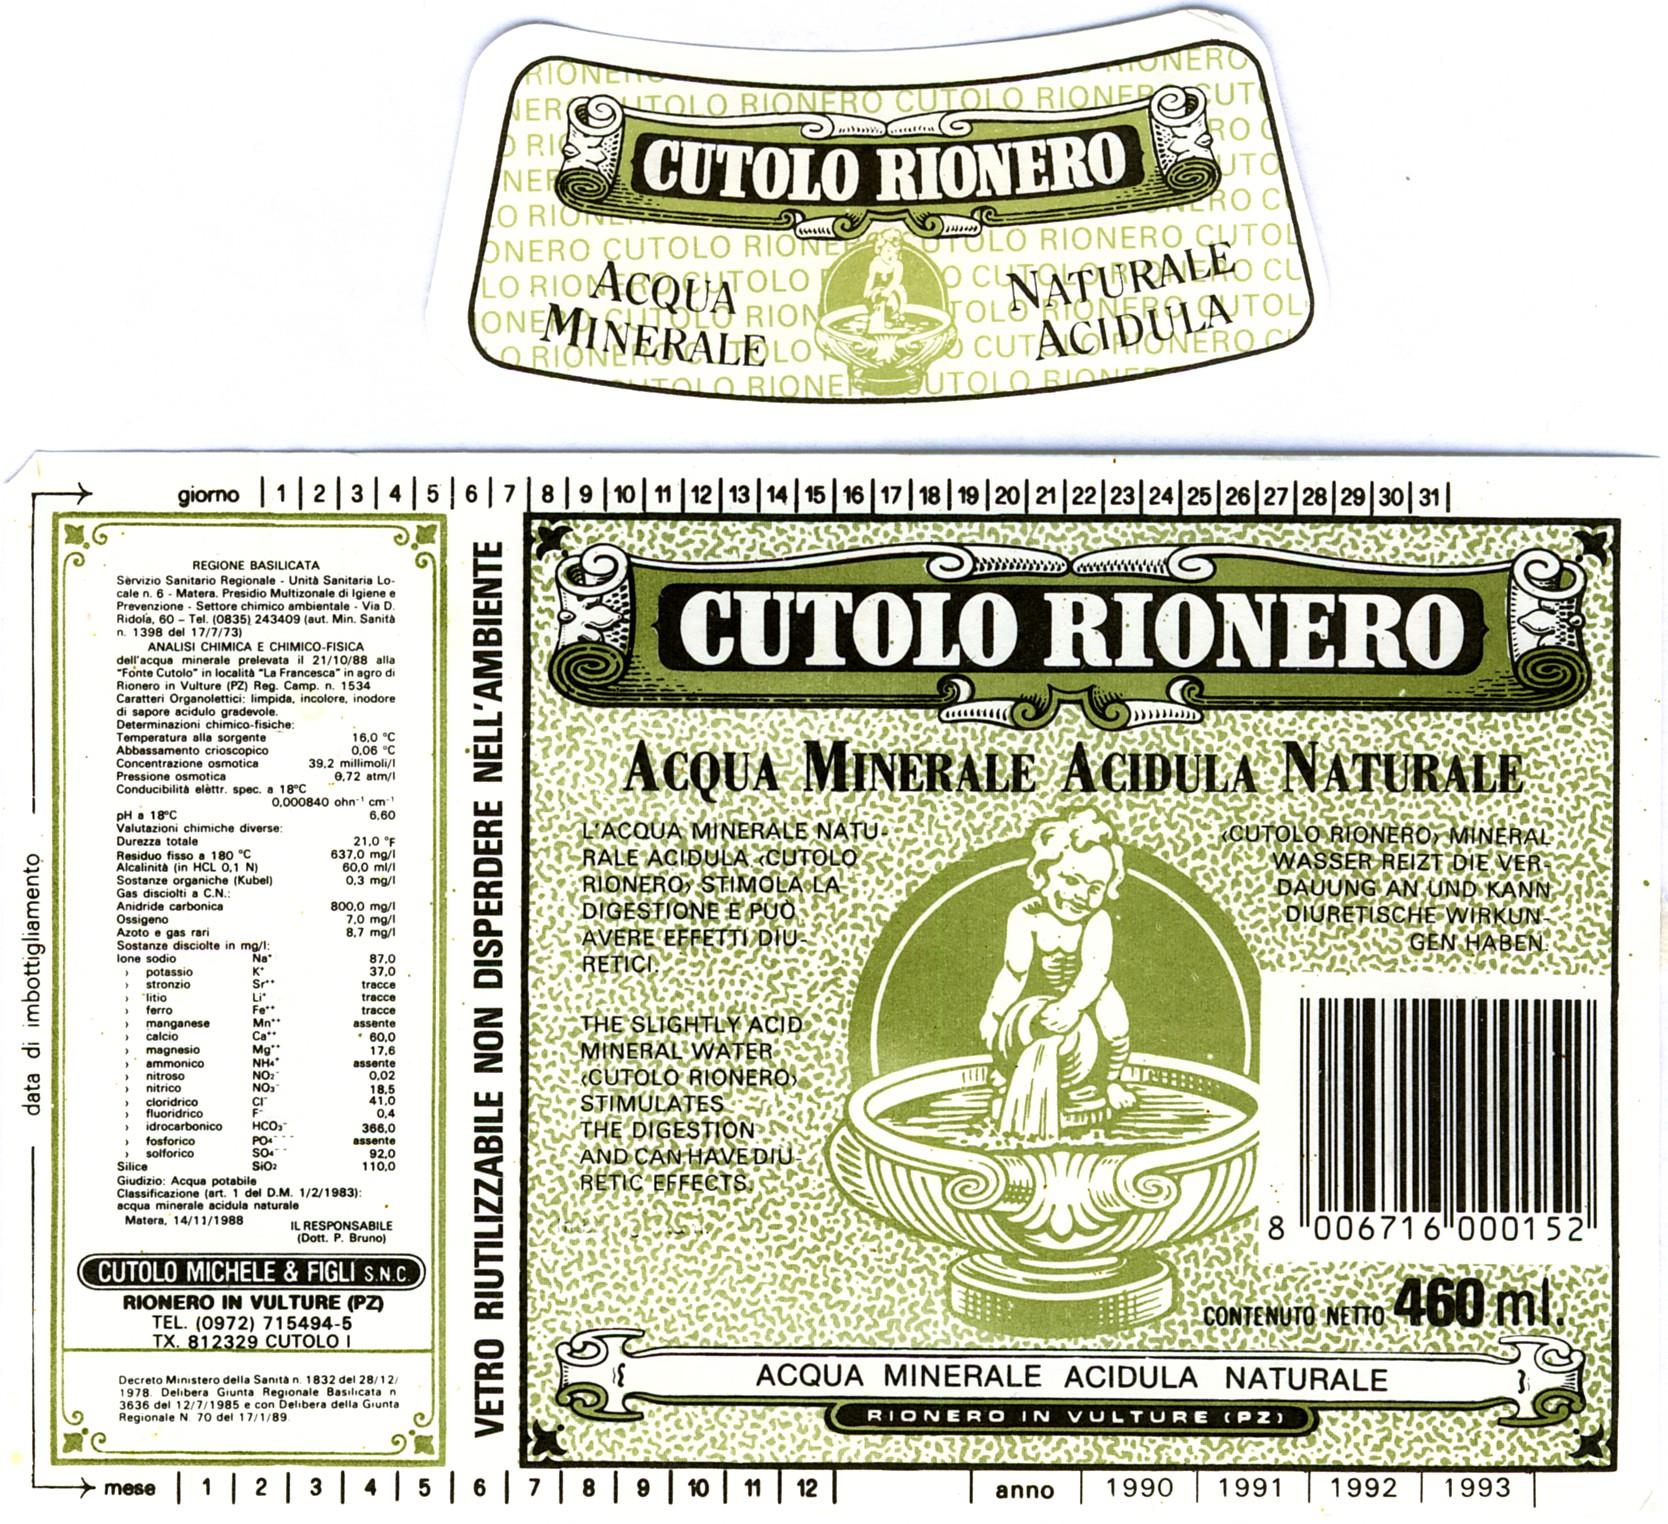 CUTOLO RIONERO
ACQUA
MINERALE
NATURALE
ACIDULA
giorno | 1 | 2 | 3 | 4 | 5 | 6 | 7 | 8 | 9 | 10 | 11 | 12 | 13 | 14 | 15 | 16 | 17 | 18 | 19 | 20 | 21 | 22 | 23 | 24 | 25 | 26 | 27 | 28 | 29 | 30 | 31 |
data di imbottigliamento
REGIONE BASILICATA
Servizio Sanitario Regionale - Unità Sanitaria Lo-
cale n. 6 - Matera. Presidio Multizonale di Igiene e
Prevenzione - Settore chimico ambientale - Via D.
Ridola, 60 – Tel. (0835) 243409 (aut. Min. Sanità
n. 1398 del 17/7/73)
ANALISI CHIMICA E CHIMICO-FISICA
dell'acqua minerale prelevata il 21/10/88 alla
"Fonte Cutolo" in località "La Francesca" in agro di
Rionero in Vulture (PZ) Reg. Camp. n. 1534
Caratteri Organolettici: limpida, incolore, inodore
di sapore acidulo gradevole.
Determinazioni chimico-fisiche:
Temperatura alla sorgente 16,0 °C
Abbassamento crioscopico 0,06 °C
Concentrazione osmotica 39,2 millimoli/l
Pressione osmotica 0,72 atm/l
Conducibilità elèttr. spec. a 18°C
0,000840 ohn⁻¹ cm⁻¹
pH a 18°C 6,60
Valutazioni chimiche diverse:
Durezza totale 21,0 °F
Residuo fisso a 180 °C 637,0 mg/l
Alcalinità (in HCL 0,1 N) 60,0 ml/l
Sostanze organiche (Kubel) 0,3 mg/l
Gas disciolti a C.N.:
Anidride carbonica 800,0 mg/l
Ossigeno 7,0 mg/l
Azoto e gas rari 8,7 mg/l
Sostanze disciolte in mg/l:
Ione sodio Na⁺ 87,0
› potassio K⁺ 37,0
› stronzio Sr⁺⁺ tracce
› litio Li⁺ tracce
› ferro Fe⁺⁺ tracce
› manganese Mn⁺⁺ assente
› calcio Ca⁺⁺ 60,0
› magnesio Mg⁺⁺ 17,6
› ammonico NH₄⁺ assente
› nitroso NO₂⁻ 0,02
› nitrico NO₃⁻ 18,5
› cloridrico Cl⁻ 41,0
› fluoridrico F⁻ 0,4
› idrocarbonico HCO₃⁻ 366,0
› fosforico PO₄⁻⁻⁻ assente
› solforico SO₄⁻⁻ 92,0
Silice SiO₂ 110,0
Giudizio: Acqua potabile
Classificazione (art. 1 del D.M. 1/2/1983):
acqua minerale acidula naturale
Matera, 14/11/1988
IL RESPONSABILE
(Dott. P. Bruno)
CUTOLO MICHELE & FIGLI S.N.C.
RIONERO IN VULTURE (PZ)
TEL. (0972) 715494-5
TX. 812329 CUTOLO I
Decreto Ministero della Sanità n. 1832 del 28/12/
1978. Delibera Giunta Regionale Basilicata n
3636 del 12/7/1985 e con Delibera della Giunta
Regionale N. 70 del 17/1/89.
VETRO RIUTILIZZABILE NON DISPERDERE NELL'AMBIENTE
CUTOLO RIONERO
ACQUA MINERALE ACIDULA NATURALE
L'ACQUA MINERALE NATU-
RALE ACIDULA ‹CUTOLO
RIONERO› STIMOLA LA
DIGESTIONE E PUÒ
AVERE EFFETTI DIU-
RETICI.
THE SLIGHTLY ACID
MINERAL WATER
‹CUTOLO RIONERO›
STIMULATES
THE DIGESTION
AND CAN HAVE DIU-
RETIC EFFECTS.
‹CUTOLO RIONERO› MINERAL
WASSER REIZT DIE VER-
DAUUNG AN UND KANN
DIURETISCHE WIRKUN-
GEN HABEN.
8 006716 000152
CONTENUTO NETTO 460 ml.
ACQUA MINERALE ACIDULA NATURALE
RIONERO IN VULTURE (PZ)
mese | 1 | 2 | 3 | 4 | 5 | 6 | 7 | 8 | 9 | 10 | 11 | 12 | | anno | 1990 | 1991 | 1992 | 1993 |